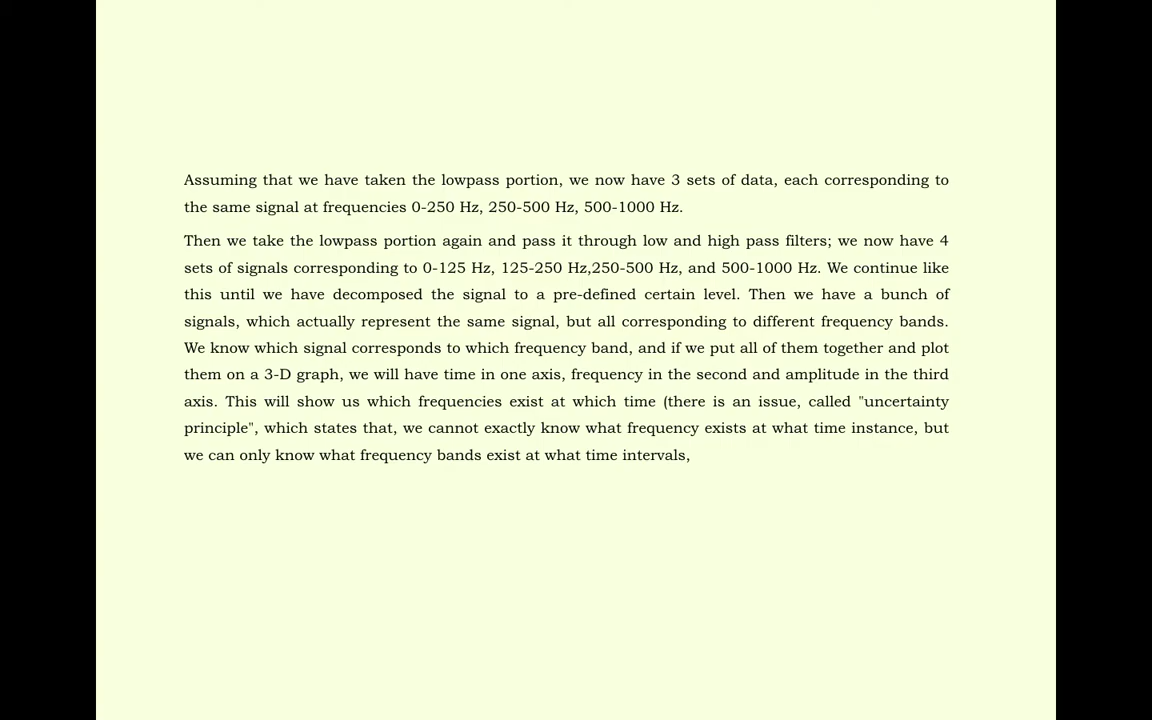 Assuming that we have taken the lowpass portion, we now have 3 sets of data, each corresponding to
the same signal at frequencies 0-250 Hz, 250-500 Hz, 500-1000 Hz.
Then we take the lowpass portion again and pass it through low and high pass filters; we now have 4
sets of signals corresponding to 0-125 Hz, 125-250 Hz,250-500 Hz, and 500-1000 Hz. We continue like
this until we have decomposed the signal to a pre-defined certain level. Then we have a bunch of
signals, which actually represent the same signal, but all corresponding to different frequency bands.
We know which signal corresponds to which frequency band, and if we put all of them together and plot
them on a 3-D graph, we will have time in one axis, frequency in the second and amplitude in the third
axis. This will show us which frequencies exist at which time (there is an issue, called "uncertainty
principle", which states that, we cannot exactly know what frequency exists at what time instance, but
we can only know what frequency bands exist at what time intervals,